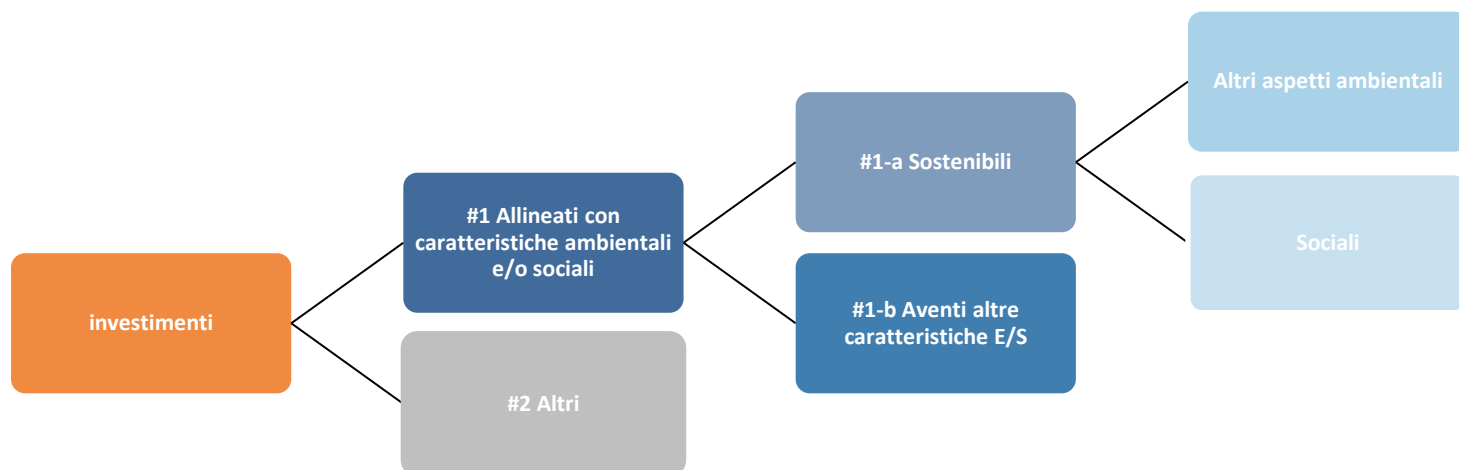 investimenti
#1 Allineati con
caratteristiche ambientali
e/o sociali
#2 Altri
#1-a Sostenibili
#1-b Aventi altre
caratteristiche E/S
Altri aspetti ambientali
Sociali